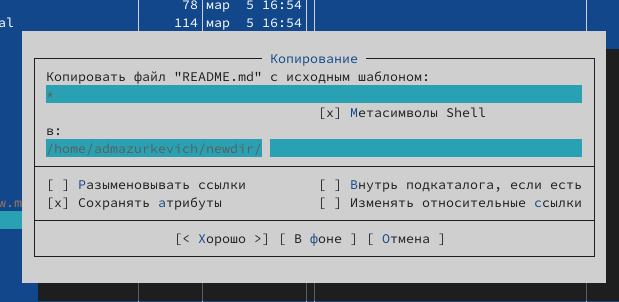 78 мар  5 16:54
al 114 мар  5 16:54
Копирование
Копировать файл "README.md" с исходным шаблоном:
*
[x] Метасимволы Shell
в:
/home/admazurkevich/newdir/
[ ] Разыменовывать ссылки [ ] Внутрь подкаталога, если есть
w.m [x] Сохранять атрибуты [ ] Изменять относительные ссылки
[< Хорошо >] [ В фоне ] [ Отмена ]